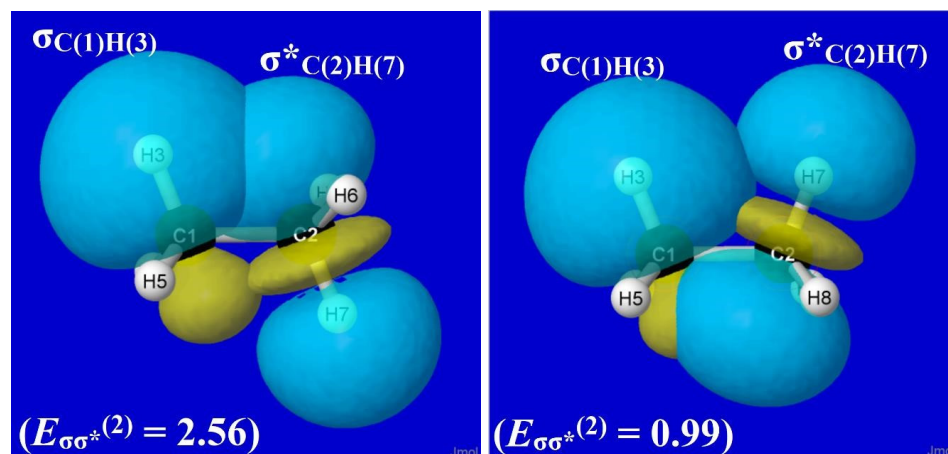 σC(1)H(3)
σ*C(2)H(7)
H3
H6
C1
C2
H5
H7
(Eσσ*(2) = 2.56)
Jmol
σC(1)H(3)
σ*C(2)H(7)
H3
H7
C1
C2
H5
H8
(Eσσ*(2) = 0.99)